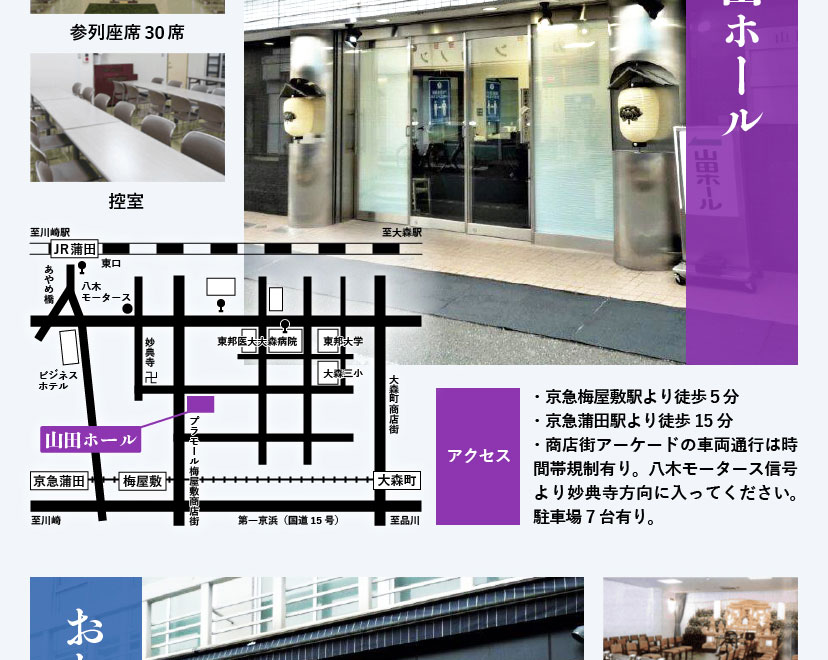 参列座席30席
控室
田ホール
山田ホール
至川崎駅
至大森駅
JR蒲田
東口
あやめ橋
八木
モータース
妙典寺
卍
ビジネス
ホテル
東邦医大大森病院
東邦大学
大森三小
大森町商店街
山田ホール
プラモール梅屋敷商店街
京急蒲田
梅屋敷
大森町
至川崎
第一京浜（国道15号）
至品川
アクセス
・京急梅屋敷駅より徒歩5分
・京急蒲田駅より徒歩15分
・商店街アーケードの車両通行は時
間帯規制有り。八木モータース信号
より妙典寺方向に入ってください。
駐車場7台有り。
お